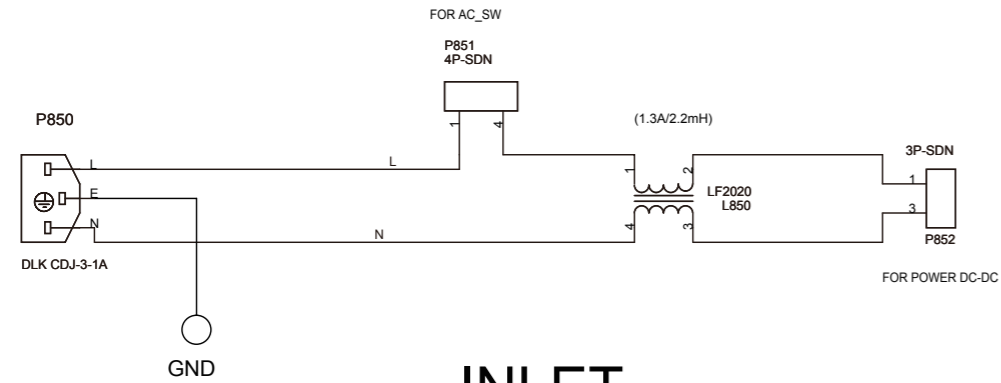 FOR AC_SW
P851
4P-SDN
1
4
(1.3A/2.2mH)
P850
L
L
E
N
N
DLK CDJ-3-1A
GND
1
2
4
3
LF2020
L850
3P-SDN
1
3
P852
FOR POWER DC-DC
INLET